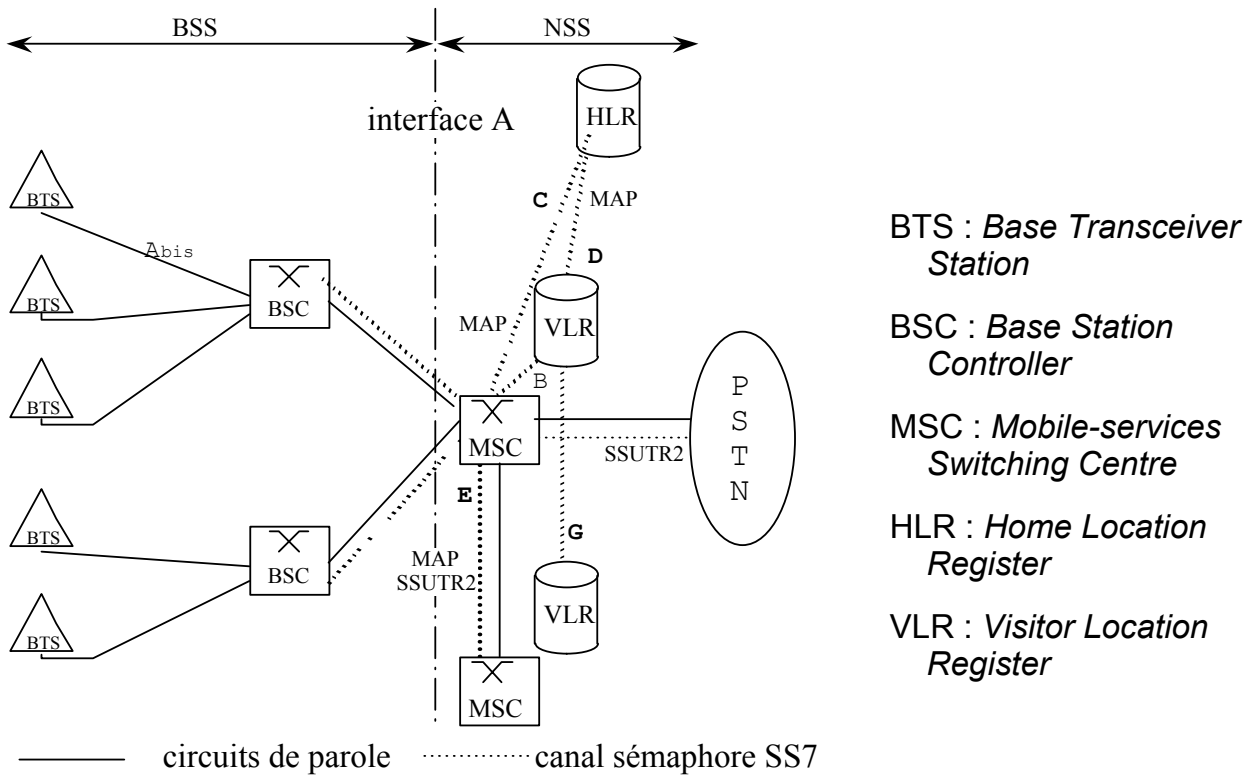 BSS
NSS
interface A
HLR
BTS
C
MAP
Abis
D
BTS
BSC
MAP
VLR
B
BTS
MSC
SSUTR2
P
S
T
N
E
BTS
BSC
G
MAP
SSUTR2
VLR
BTS
MSC
circuits de parole
canal sémaphore SS7
BTS : Base Transceiver
Station
BSC : Base Station
Controller
MSC : Mobile-services
Switching Centre
HLR : Home Location
Register
VLR : Visitor Location
Register